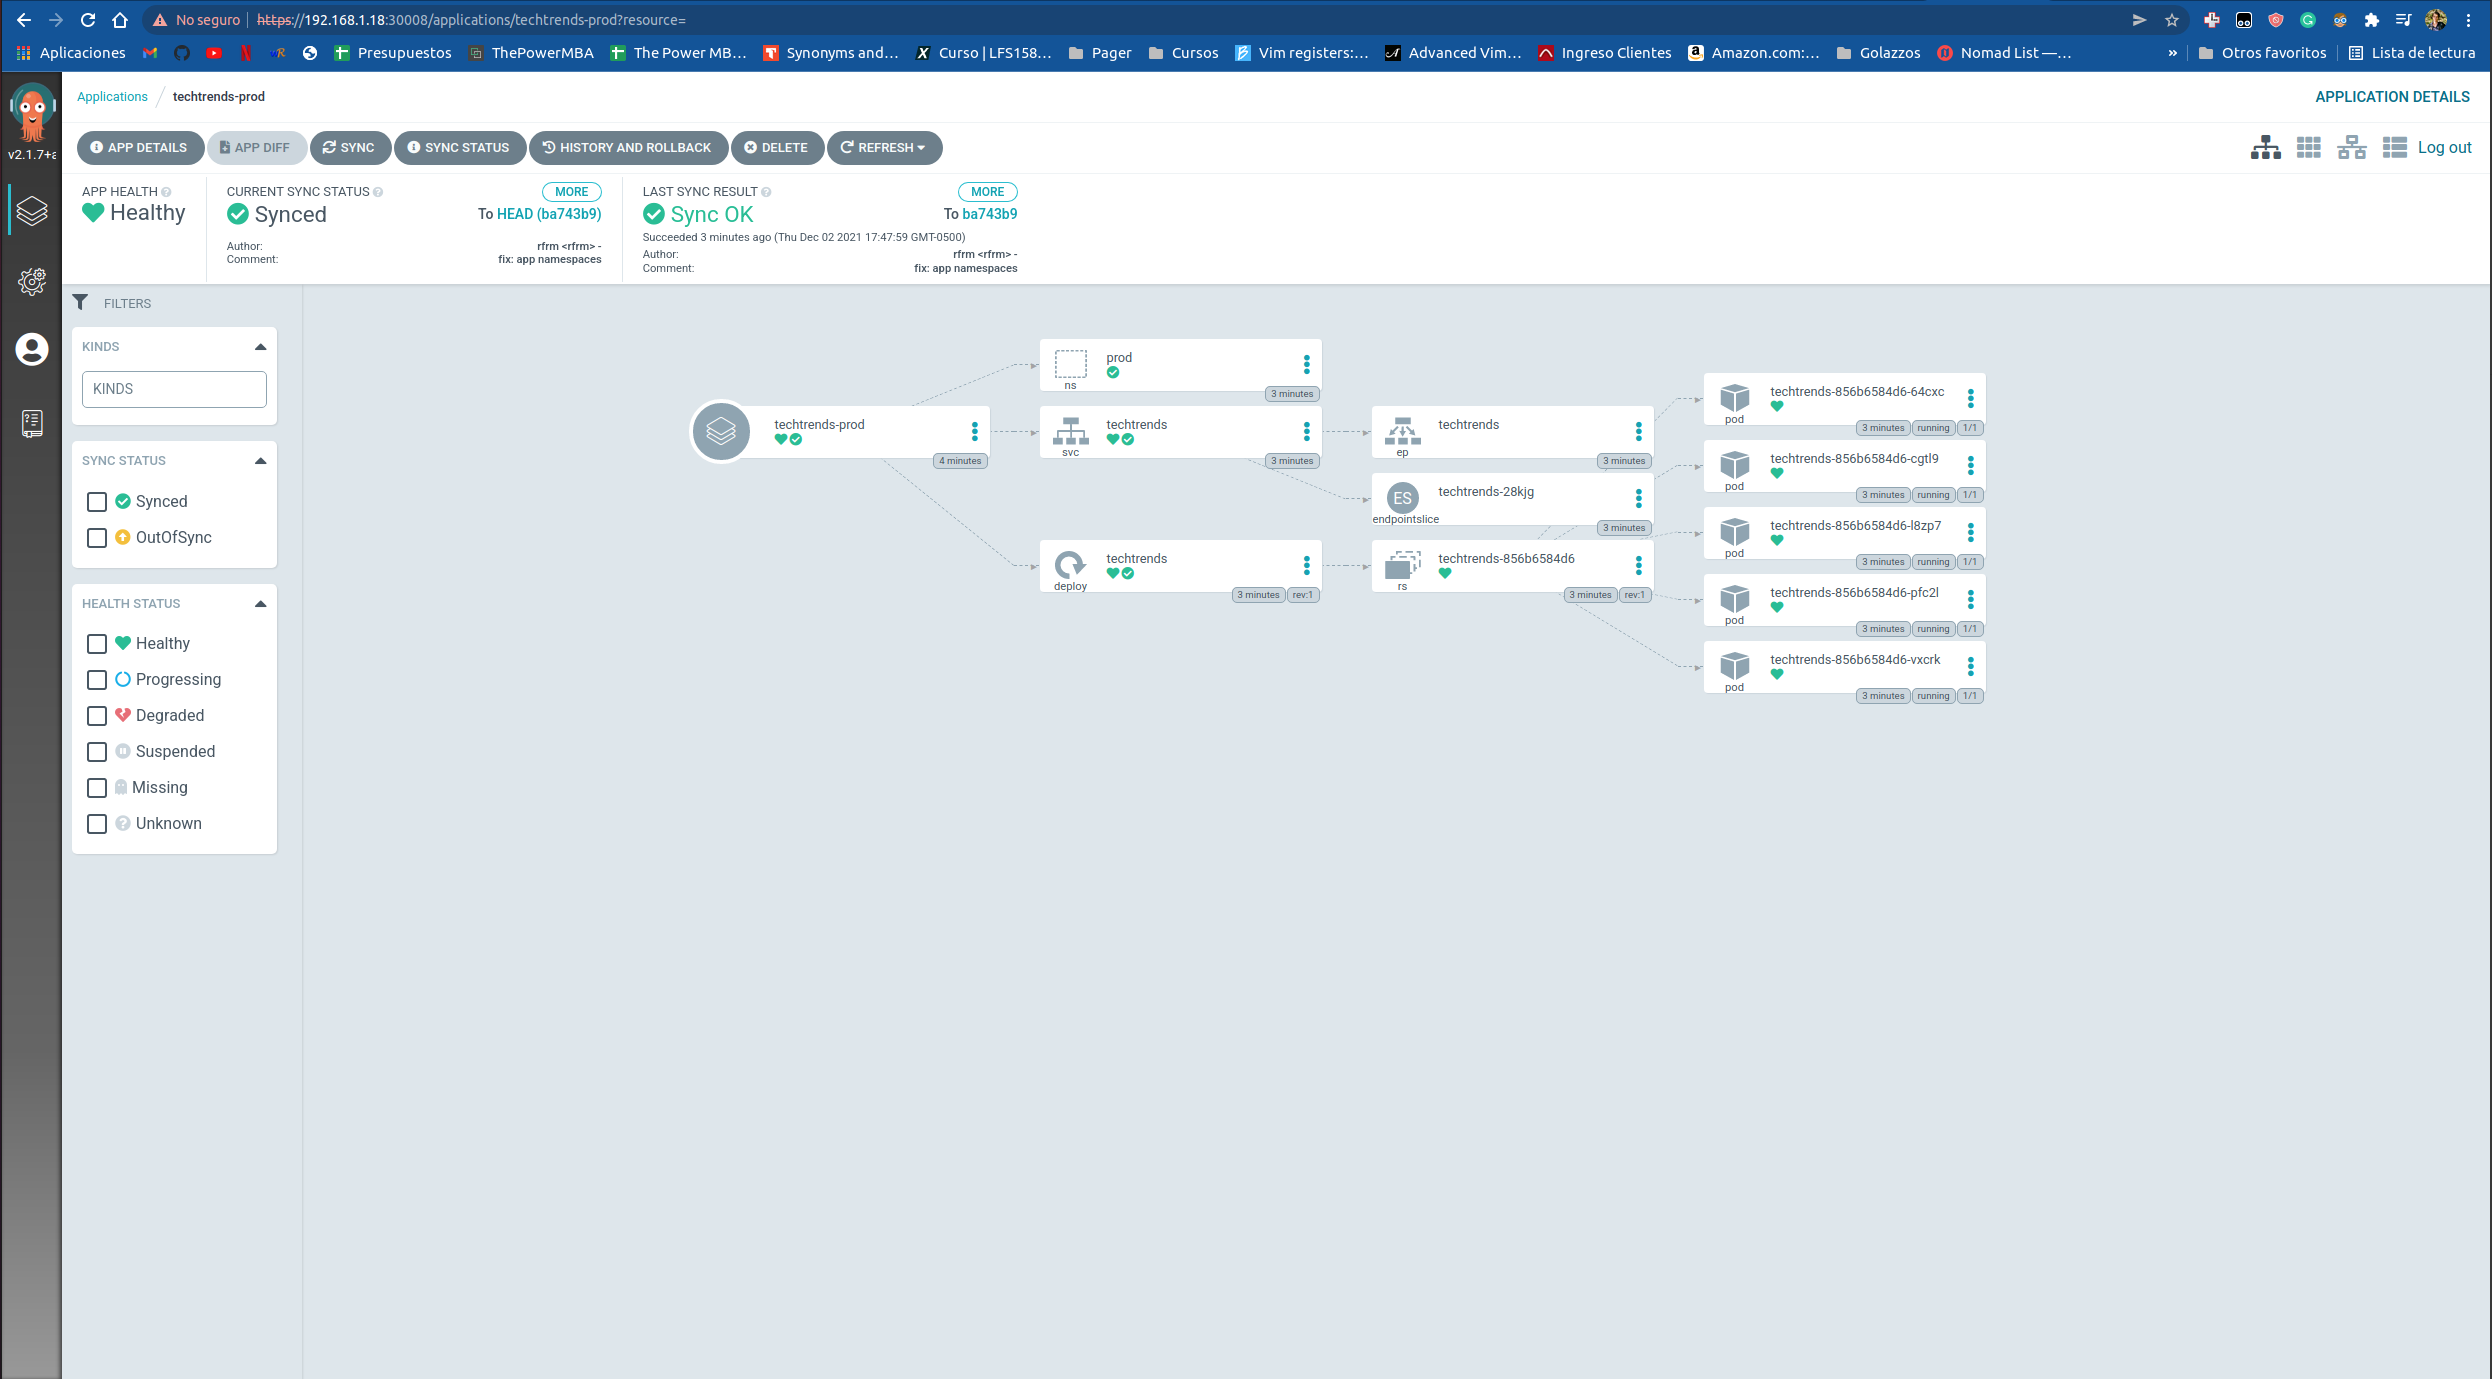 No seguro https://192.168.1.18:30008/applications/techtrends-prod?resource=
Aplicaciones Presupuestos ThePowerMBA The Power MB... Synonyms and... Curso | LFS158... Pager Cursos Vim registers:... Advanced Vim... Ingreso Clientes Amazon.com:... Golazzos Nomad List —... » Otros favoritos Lista de lectura
Applications / techtrends-prod APPLICATION DETAILS
v2.1.7+a
APP DETAILS APP DIFF SYNC SYNC STATUS HISTORY AND ROLLBACK DELETE REFRESH Log out
APP HEALTH
Healthy
CURRENT SYNC STATUS MORE
Synced To HEAD (ba743b9)
Author: rfrm <rfrm> -
Comment: fix: app namespaces
LAST SYNC RESULT MORE
Sync OK To ba743b9
Succeeded 3 minutes ago (Thu Dec 02 2021 17:47:59 GMT-0500)
Author: rfrm <rfrm> -
Comment: fix: app namespaces
FILTERS
KINDS
KINDS
SYNC STATUS
Synced
OutOfSync
HEALTH STATUS
Healthy
Progressing
Degraded
Suspended
Missing
Unknown
techtrends-prod
4 minutes
prod
ns
3 minutes
techtrends
svc
3 minutes
techtrends
deploy
3 minutes rev:1
techtrends
ep
3 minutes
ES techtrends-28kjg
endpointslice
3 minutes
techtrends-856b6584d6
rs
3 minutes rev:1
techtrends-856b6584d6-64cxc
pod
3 minutes running 1/1
techtrends-856b6584d6-cgtl9
pod
3 minutes running 1/1
techtrends-856b6584d6-l8zp7
pod
3 minutes running 1/1
techtrends-856b6584d6-pfc2l
pod
3 minutes running 1/1
techtrends-856b6584d6-vxcrk
pod
3 minutes running 1/1